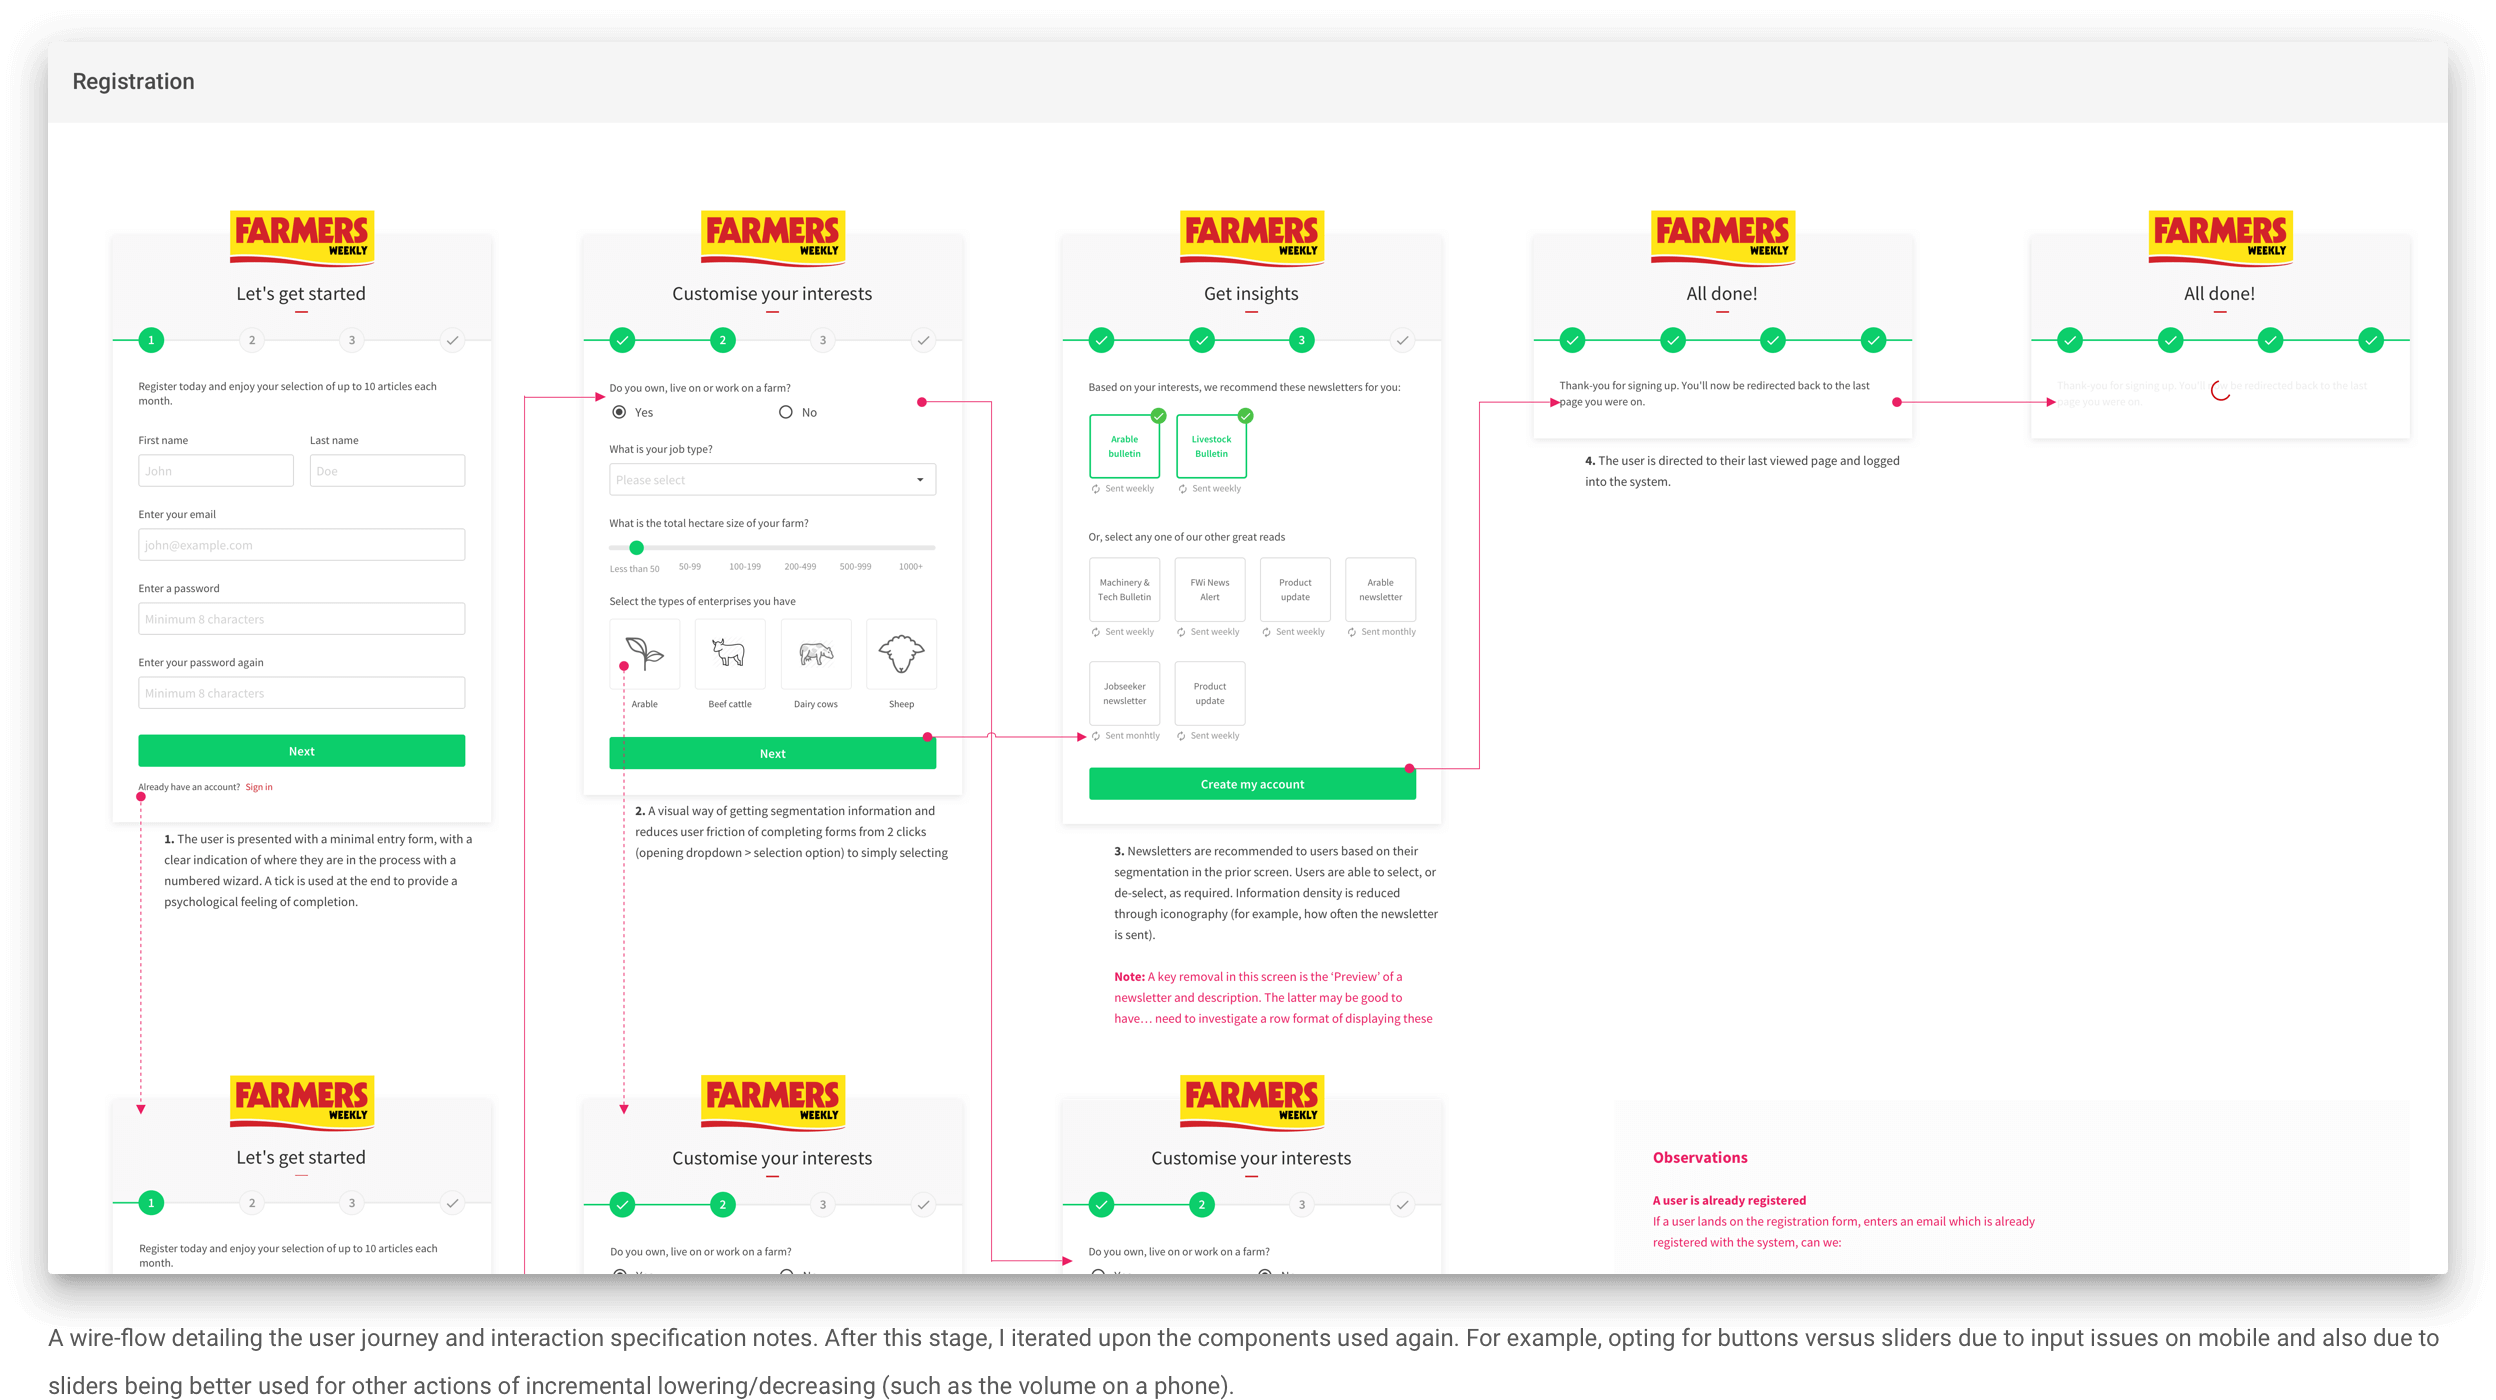 Registration
FARMERS
WEEKLY
Let's get started
1 2 3
Register today and enjoy your selection of up to 10 articles each
month.
First name Last name
John Doe
Enter your email
john@example.com
Enter a password
Minimum 8 characters
Enter your password again
Minimum 8 characters
Next
Already have an account? Sign in
1. The user is presented with a minimal entry form, with a
clear indication of where they are in the process with a
numbered wizard. A tick is used at the end to provide a
psychological feeling of completion.
FARMERS
WEEKLY
Customise your interests
2 3
Do you own, live on or work on a farm?
Yes No
What is your job type?
Please select
What is the total hectare size of your farm?
Less than 50 50-99 100-199 200-499 500-999 1000+
Select the types of enterprises you have
Arable Beef cattle Dairy cows Sheep
Next
2. A visual way of getting segmentation information and
reduces user friction of completing forms from 2 clicks
(opening dropdown > selection option) to simply selecting
FARMERS
WEEKLY
Get insights
3
Based on your interests, we recommend these newsletters for you:
Arable Livestock
bulletin Bulletin
Sent weekly Sent weekly
Or, select any one of our other great reads
Machinery & FWi News Product Arable
Tech Bulletin Alert update newsletter
Sent weekly Sent weekly Sent weekly Sent monthly
Jobseeker Product
newsletter update
Sent monhtly Sent weekly
Create my account
3. Newsletters are recommended to users based on their
segmentation in the prior screen. Users are able to select, or
de-select, as required. Information density is reduced
through iconography (for example, how often the newsletter
is sent).
Note: A key removal in this screen is the ‘Preview’ of a
newsletter and description. The latter may be good to
have… need to investigate a row format of displaying these
FARMERS
WEEKLY
All done!
Thank-you for signing up. You'll now be redirected back to the last
page you were on.
4. The user is directed to their last viewed page and logged
into the system.
FARMERS
WEEKLY
All done!
Thank-you for signing up. You'll now be redirected back to the last
page you were on.
FARMERS
WEEKLY
Let's get started
1 2 3
Register today and enjoy your selection of up to 10 articles each
month.
FARMERS
WEEKLY
Customise your interests
2 3
Do you own, live on or work on a farm?
FARMERS
WEEKLY
Customise your interests
2 3
Do you own, live on or work on a farm?
Observations
A user is already registered
If a user lands on the registration form, enters an email which is already
registered with the system, can we:
A wire-flow detailing the user journey and interaction specification notes. After this stage, I iterated upon the components used again. For example, opting for buttons versus sliders due to input issues on mobile and also due to
sliders being better used for other actions of incremental lowering/decreasing (such as the volume on a phone).